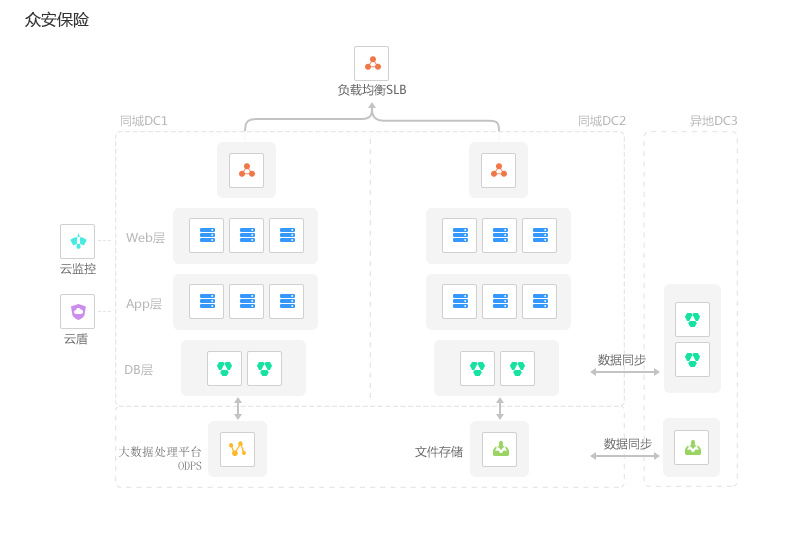 众安保险
负载均衡SLB
同城DC1
同城DC2
异地DC3
Web层
云监控
App层
云盾
DB层
数据同步
大数据处理平台
ODPS
文件存储
数据同步